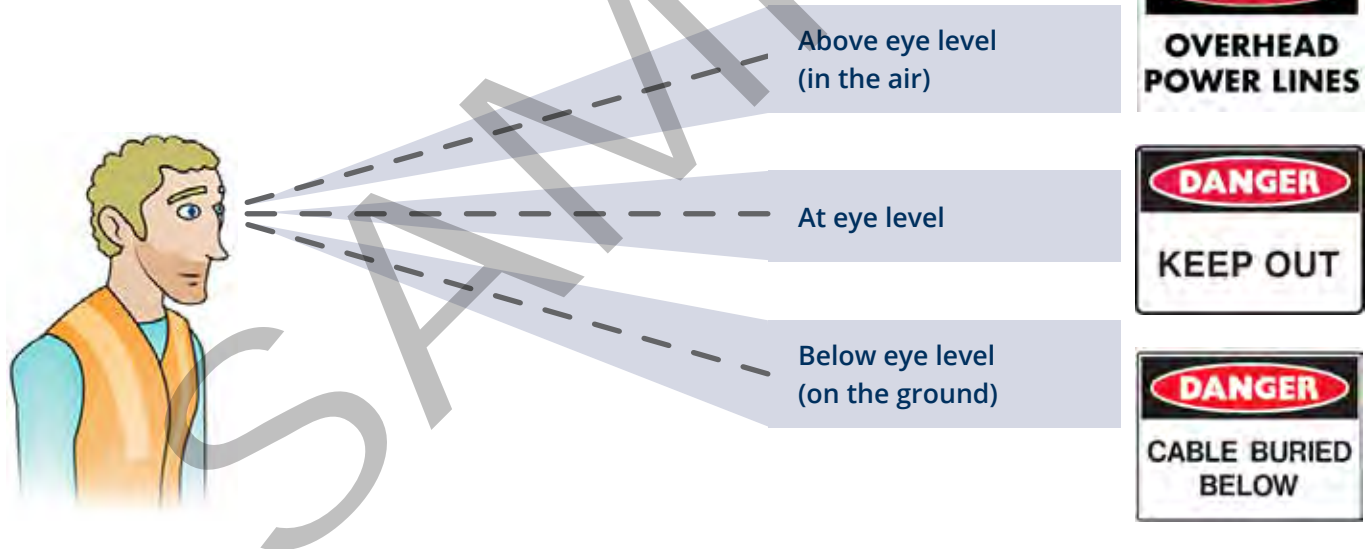 Above eye level
(in the air)
OVERHEAD
POWER LINES
At eye level
DANGER
KEEP OUT
Below eye level
(on the ground)
DANGER
CABLE BURIED
BELOW
SAM